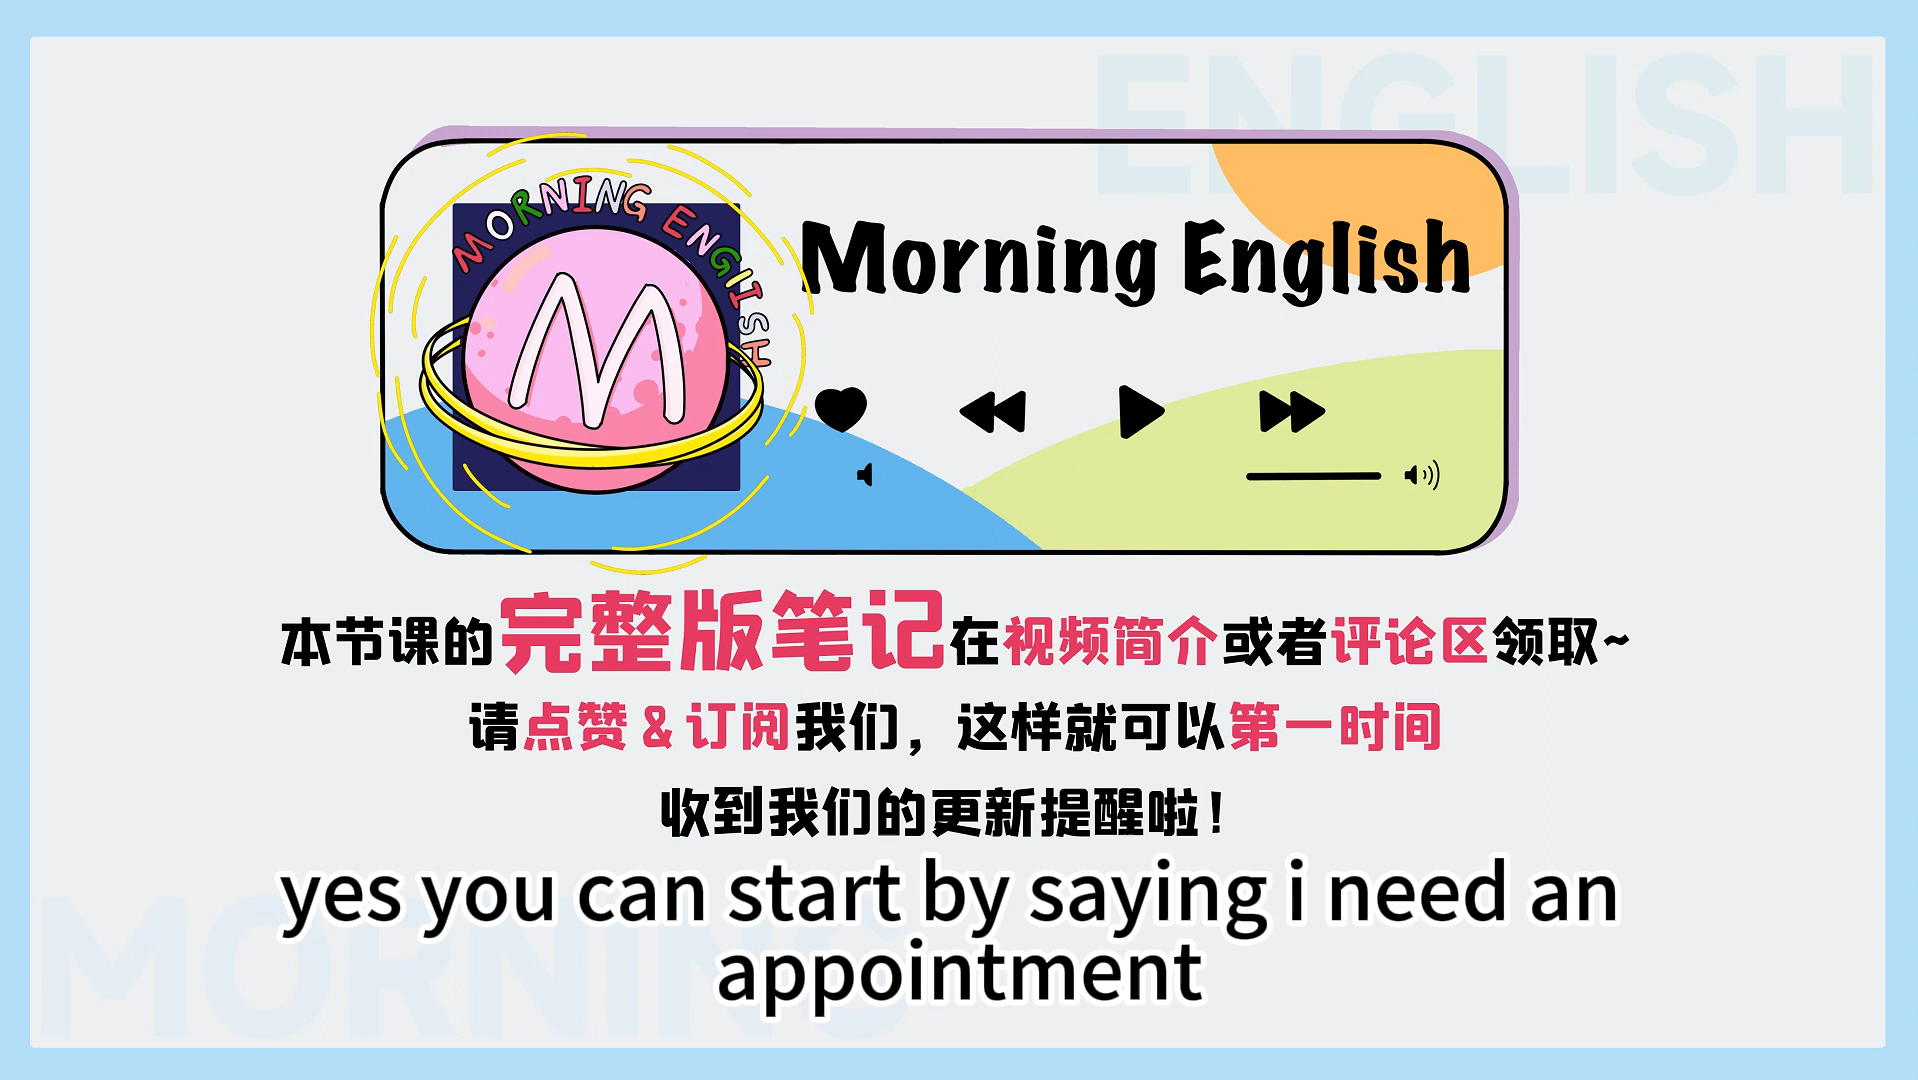 ENGLISH
MORNING ENGLISH
M
Morning English
本节课的完整版笔记在视频简介或者评论区领取~
请点赞&订阅我们，这样就可以第一时间
收到我们的更新提醒啦！
yes you can start by saying i need an
appointment
MORNING